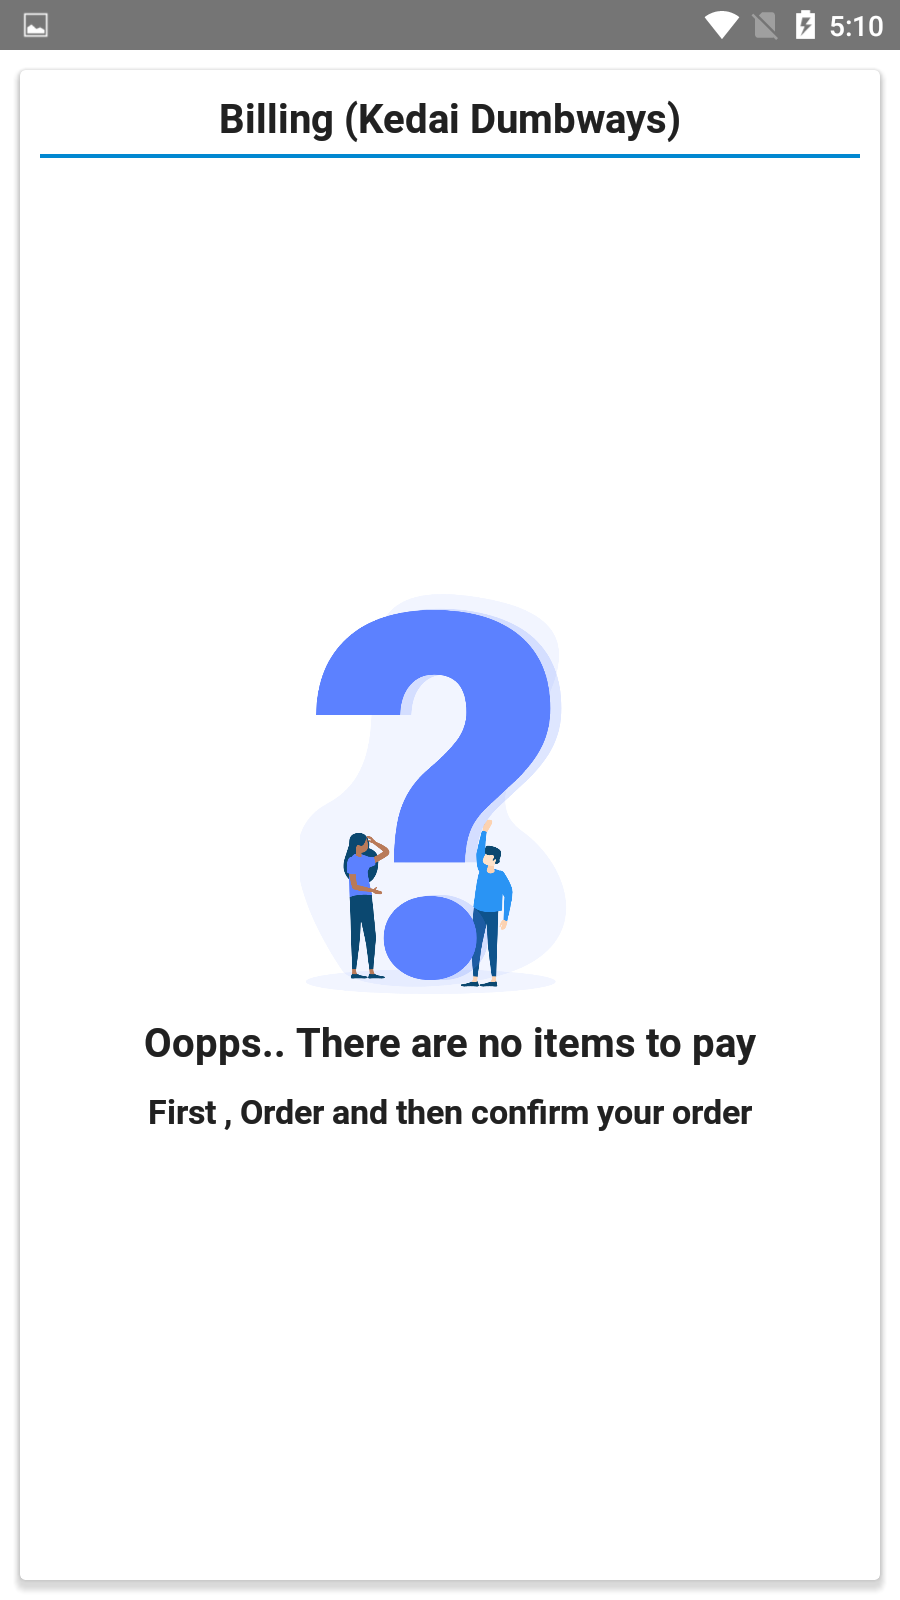 5:10
Billing (Kedai Dumbways)
Oopps.. There are no items to pay
First , Order and then confirm your order